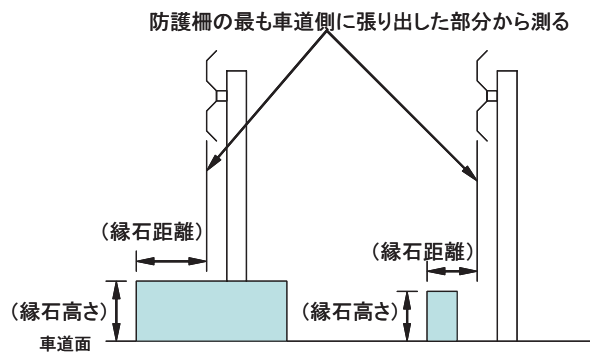 防護柵の最も車道側に張り出した部分から測る
（縁石距離）
（縁石距離）
（縁石高さ）
（縁石高さ）
車道面